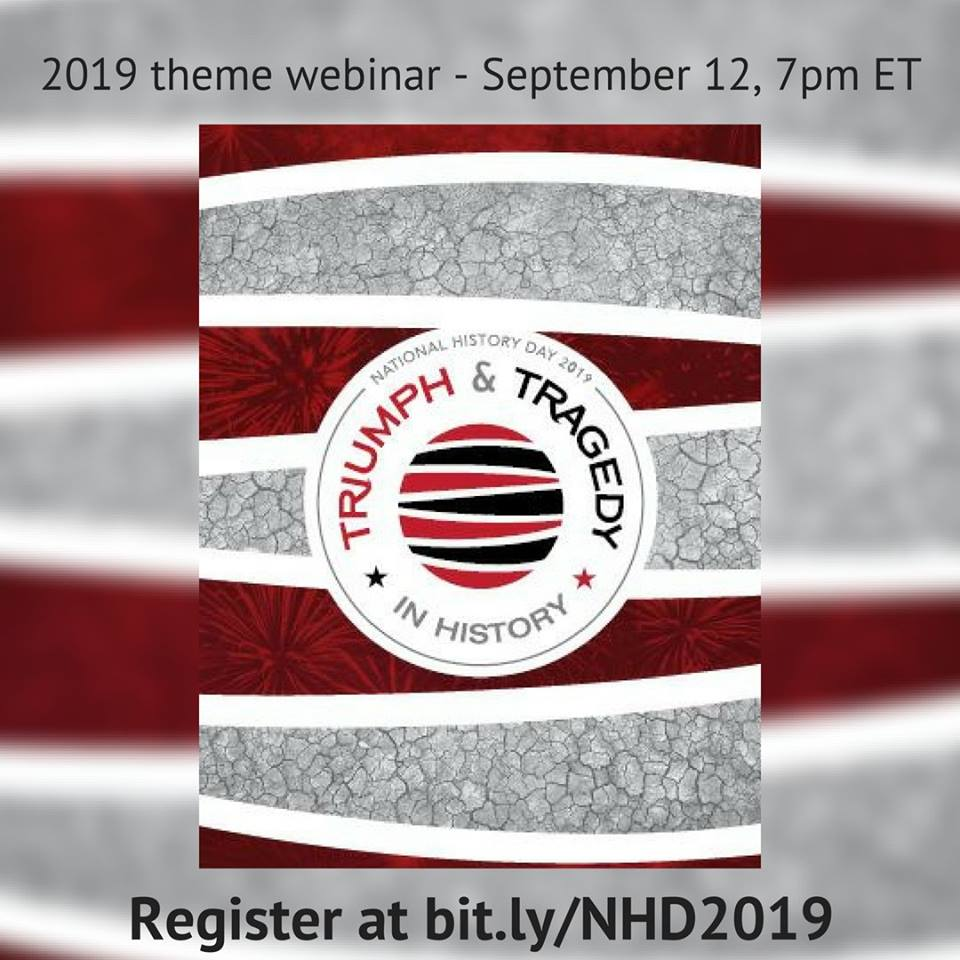 2019 theme webinar - September 12, 7pm ET
NATIONAL HISTORY DAY 2019
TRIUMPH & TRAGEDY
IN HISTORY
Register at bit.ly/NHD2019